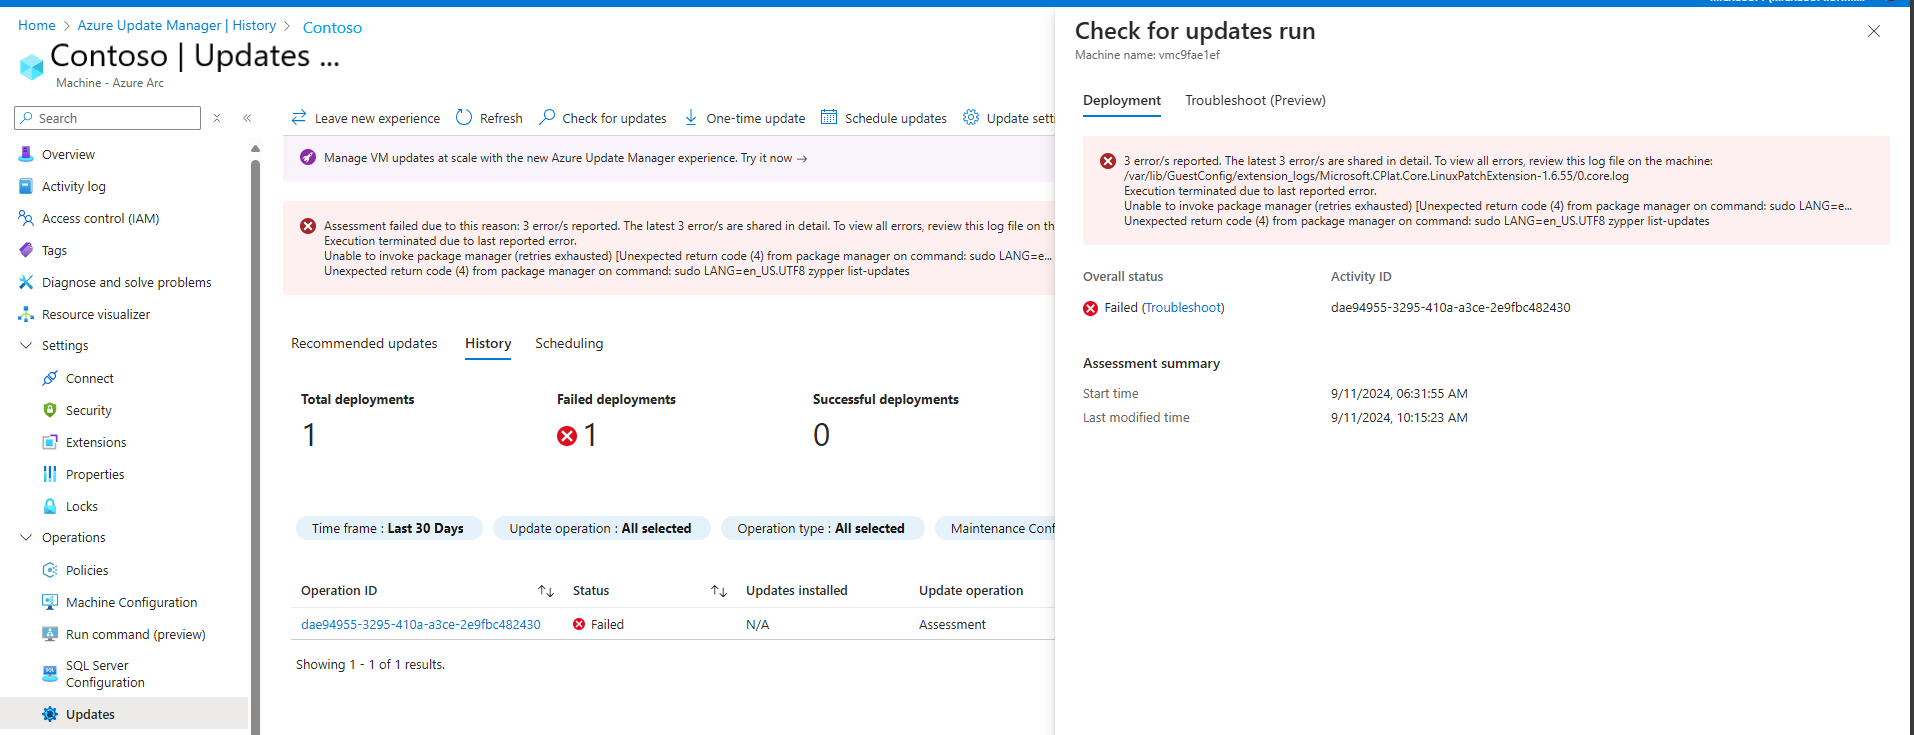 Home > Azure Update Manager | History > Contoso
Contoso | Updates ...
Machine - Azure Arc
Search
Overview
Activity log
Access control (IAM)
Tags
Diagnose and solve problems
Resource visualizer
Settings
Connect
Security
Extensions
Properties
Locks
Operations
Policies
Machine Configuration
Run command (preview)
SQL Server
Configuration
Updates
Leave new experience Refresh Check for updates One-time update Schedule updates Update setti
Manage VM updates at scale with the new Azure Update Manager experience. Try it now →
Assessment failed due to this reason: 3 error/s reported. The latest 3 error/s are shared in detail. To view all errors, review this log file on th
Execution terminated due to last reported error.
Unable to invoke package manager (retries exhausted) [Unexpected return code (4) from package manager on command: sudo LANG=e...
Unexpected return code (4) from package manager on command: sudo LANG=en_US.UTF8 zypper list-updates
Recommended updates History Scheduling
Total deployments Failed deployments Successful deployments
1 1 0
Time frame : Last 30 Days Update operation : All selected Operation type : All selected Maintenance Conf
Operation ID Status Updates installed Update operation
dae94955-3295-410a-a3ce-2e9fbc482430 Failed N/A Assessment
Showing 1 - 1 of 1 results.
Check for updates run
Machine name: vmc9fae1ef
Deployment Troubleshoot (Preview)
3 error/s reported. The latest 3 error/s are shared in detail. To view all errors, review this log file on the machine:
/var/lib/GuestConfig/extension_logs/Microsoft.CPlat.Core.LinuxPatchExtension-1.6.55/0.core.log
Execution terminated due to last reported error.
Unable to invoke package manager (retries exhausted) [Unexpected return code (4) from package manager on command: sudo LANG=e...
Unexpected return code (4) from package manager on command: sudo LANG=en_US.UTF8 zypper list-updates
Overall status Activity ID
Failed (Troubleshoot) dae94955-3295-410a-a3ce-2e9fbc482430
Assessment summary
Start time 9/11/2024, 06:31:55 AM
Last modified time 9/11/2024, 10:15:23 AM